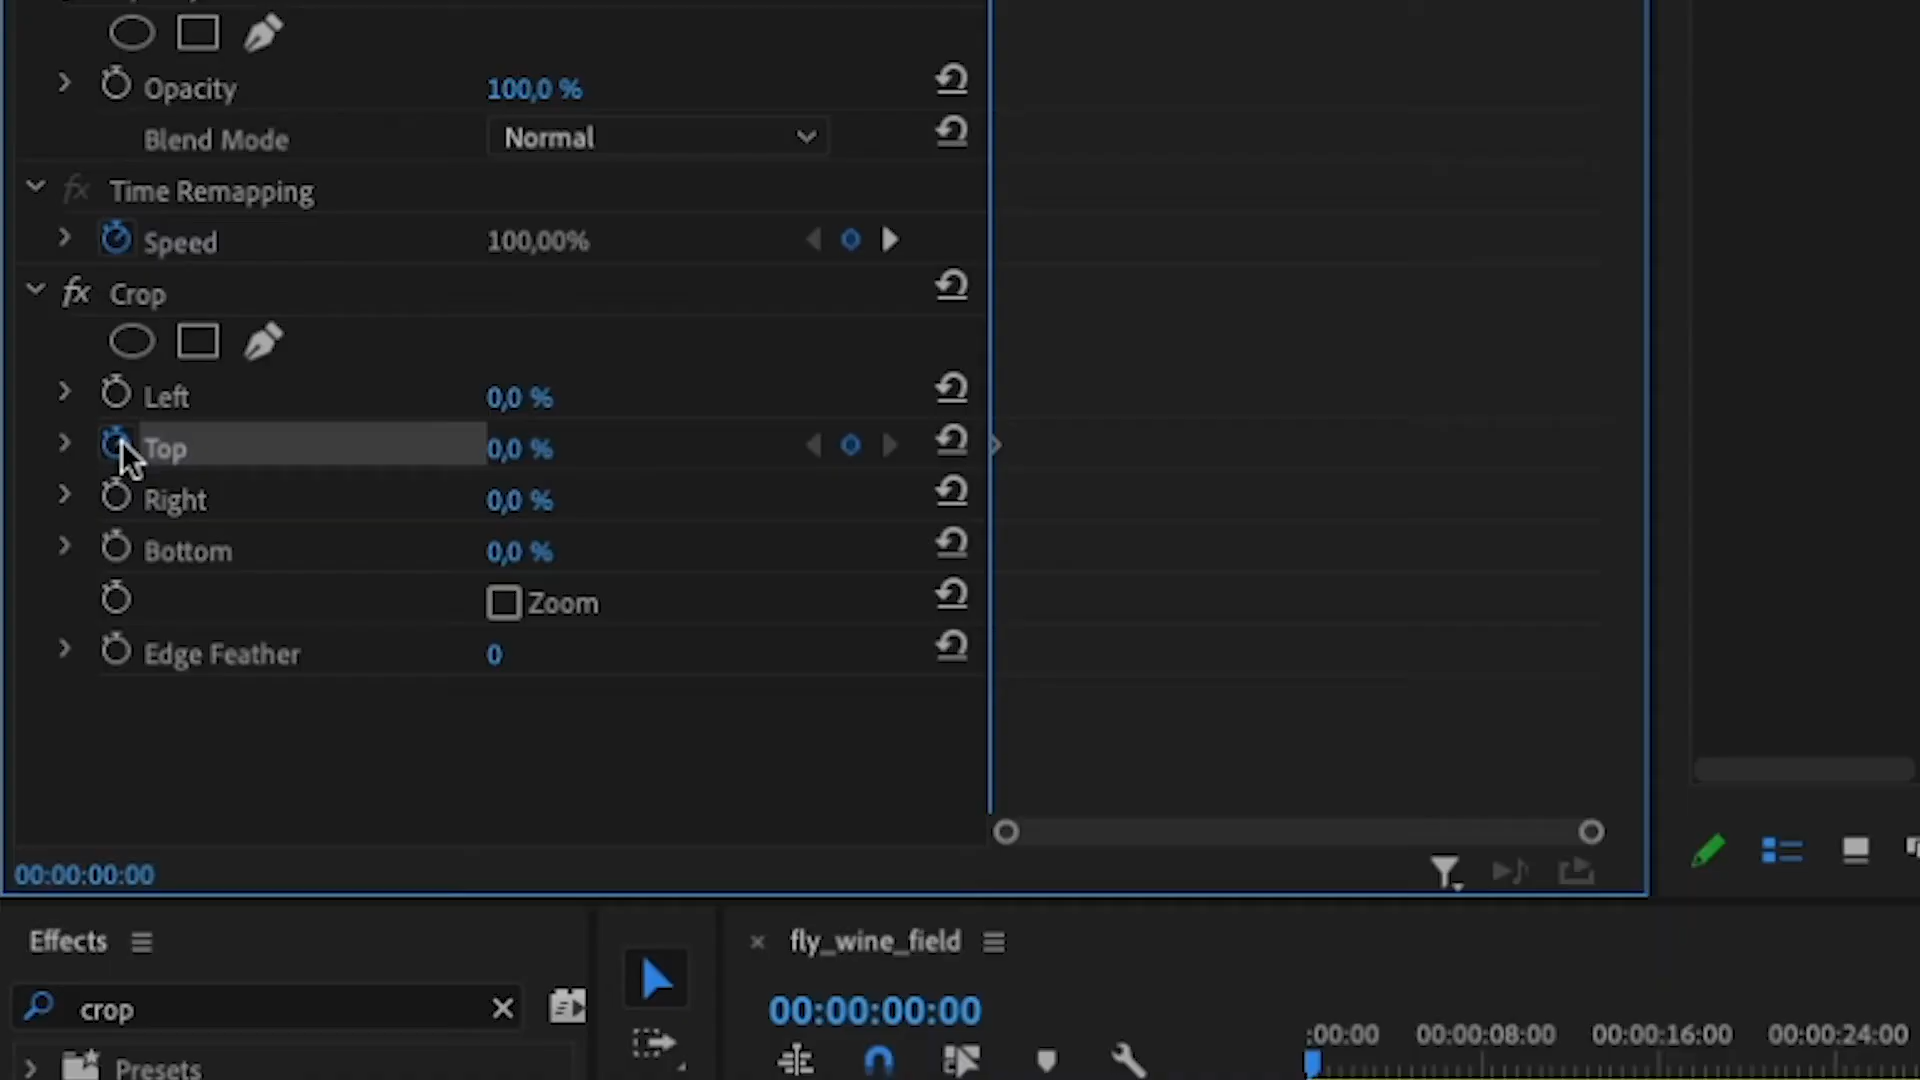 Opacity 100,0 %
Blend Mode Normal
fx Time Remapping
Speed 100,00%
fx Crop
Left 0,0 %
Top 0,0 %
Right 0,0 %
Bottom 0,0 %
Zoom
Edge Feather 0
00:00:00:00
Effects
crop
Presets
fly_wine_field
00:00:00:00
:00:00 00:00:08:00 00:00:16:00 00:00:24:00